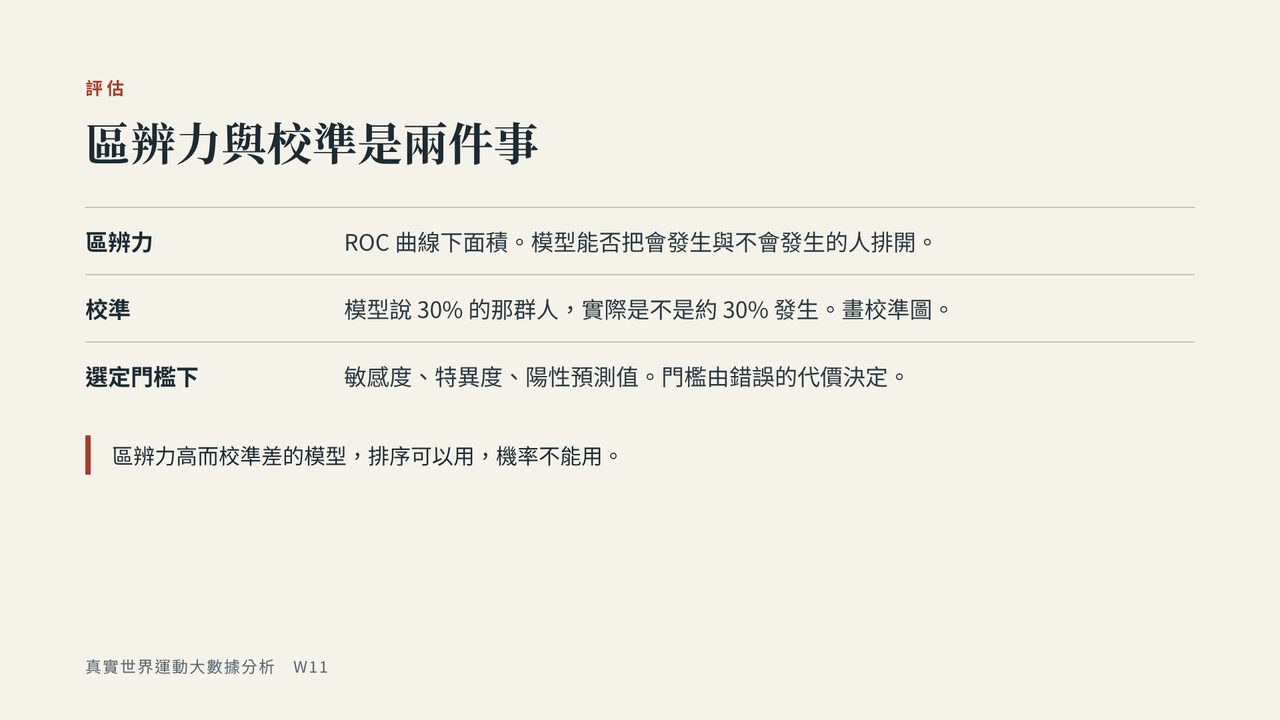 評估
區辨力與校準是兩件事
區辨力 ROC 曲線下面積。模型能否把會發生與不會發生的人排開。
校準 模型說 30% 的那群人，實際是不是約 30% 發生。畫校準圖。
選定門檻下 敏感度、特異度、陽性預測值。門檻由錯誤的代價決定。
區辨力高而校準差的模型，排序可以用，機率不能用。
真實世界運動大數據分析 W11